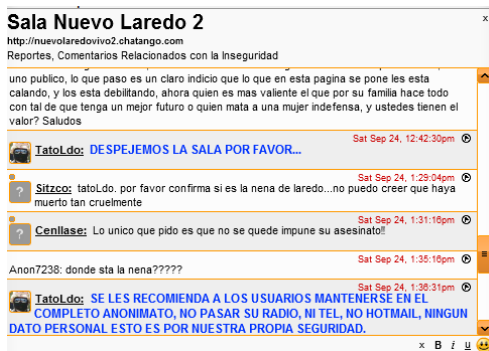 Sala Nuevo Laredo 2
x
http://nuevolaredovivo2.chatango.com
Reportes, Comentarios Relacionados con la Inseguridad
uno publico, lo que paso es un claro indicio que lo que en esta pagina se pone les esta
calando, y los esta debilitando, ahora quien es mas valiente el que por su familia hace todo
con tal de que tenga un mejor futuro o quien mata a una mujer indefensa, y ustedes tienen el
valor? Saludos
Sat Sep 24, 12:42:30pm
TatoLdo: DESPEJEMOS LA SALA POR FAVOR...
Sat Sep 24, 1:29:04pm
? Sitzco: tatoLdo. por favor confirma si es la nena de laredo...no puedo creer que haya
muerto tan cruelmente
Sat Sep 24, 1:31:16pm
? Cenllase: Lo unico que pido es que no se quede impune su asesinato!!
Sat Sep 24, 1:35:16pm
Anon7238: donde sta la nena?????
Sat Sep 24, 1:36:31pm
TatoLdo: SE LES RECOMIENDA A LOS USUARIOS MANTENERSE EN EL
COMPLETO ANONIMATO, NO PASAR SU RADIO, NI TEL, NO HOTMAIL, NINGUN
DATO PERSONAL ESTO ES POR NUESTRA PROPIA SEGURIDAD.
x B i u